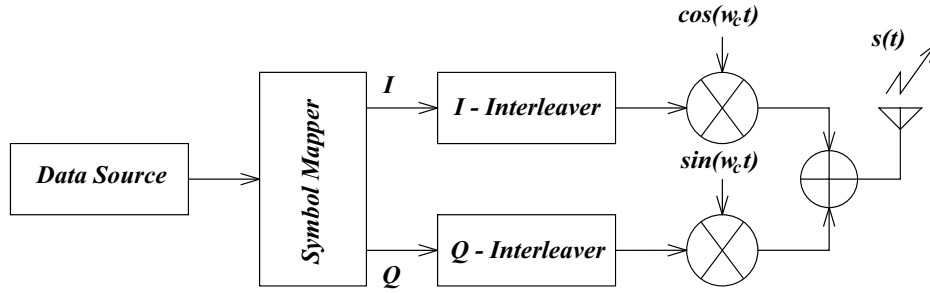 cos(w_c t)
s(t)
I
I - Interleaver
Data Source
Symbol Mapper
sin(w_c t)
Q - Interleaver
Q